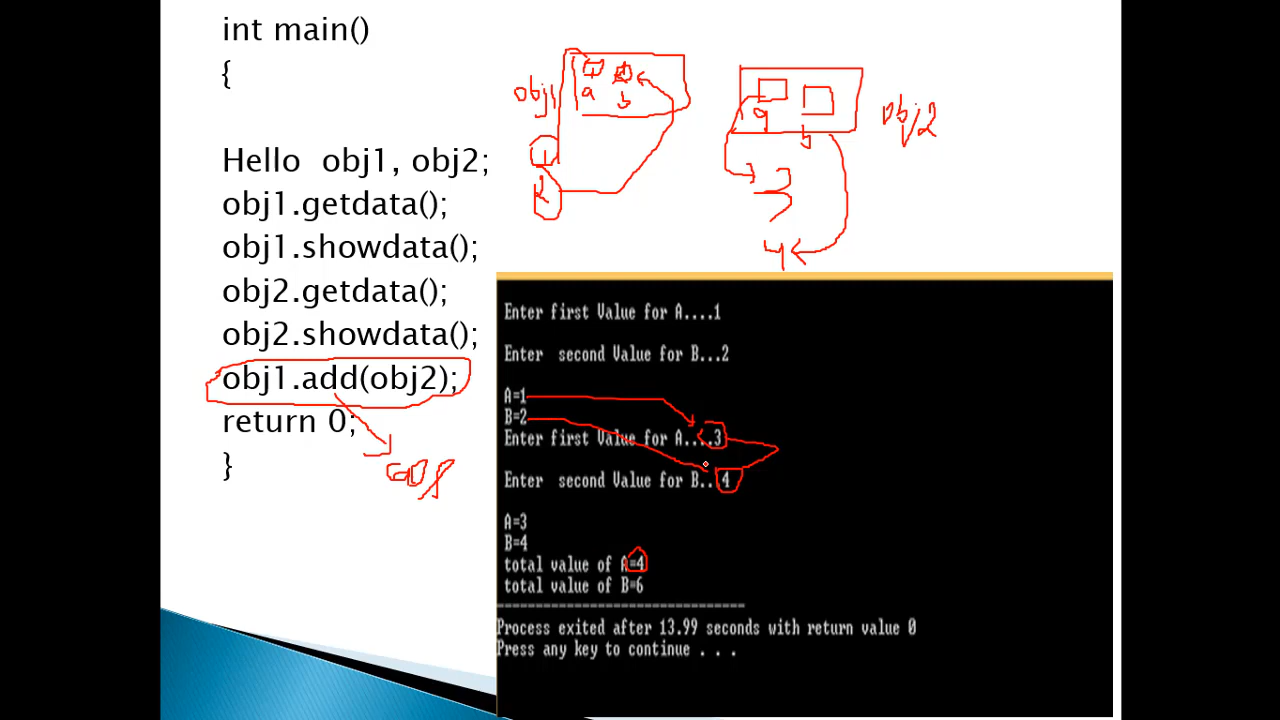 int main()
{
Hello obj1, obj2;
obj1.getdata();
obj1.showdata();
obj2.getdata();
obj2.showdata();
obj1.add(obj2);
return 0;
}
obj1
a
b
1
2
obj2
a
b
3
4
Enter first Value for A....1
Enter second Value for B...2
A=1
B=2
Enter first Value for A....3
Enter second Value for B...4
A=3
B=4
total value of A=4
total value of B=6
--------------------------------
Process exited after 13.99 seconds with return value 0
Press any key to continue . . .